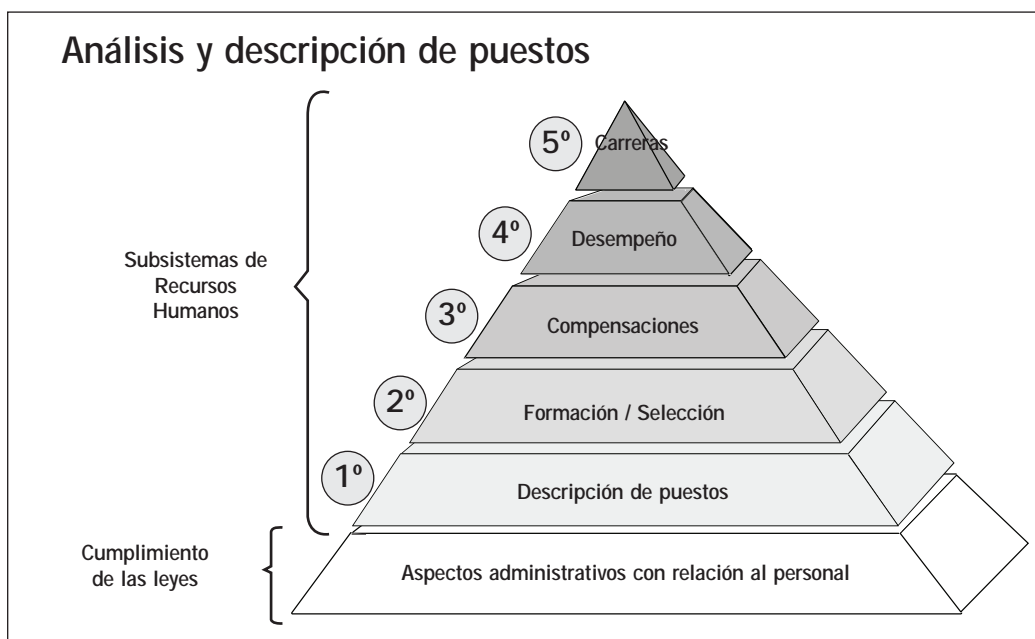 Análisis y descripción de puestos
5º
Carreras
4º
Desempeño
Subsistemas de
Recursos
Humanos
3º
Compensaciones
2º
Formación / Selección
1º
Descripción de puestos
Cumplimiento
de las leyes
Aspectos administrativos con relación al personal